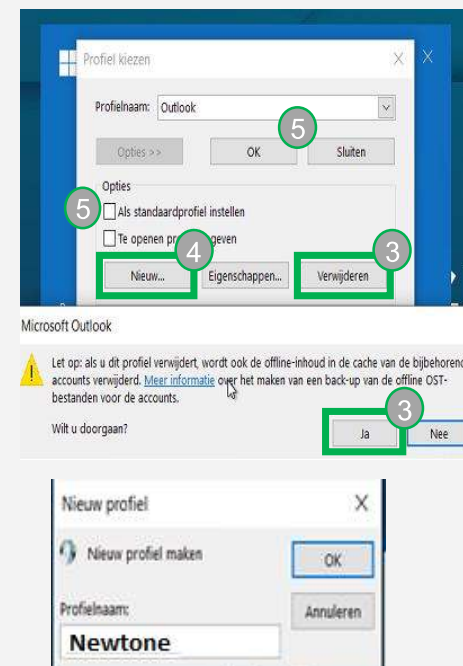 Profiel kiezen
Profielnaam: Outlook
5
Opties >> OK Sluiten
Opties
5 Als standaardprofiel instellen
Te openen geven
4 3
Nieuw... Eigenschappen... Verwijderen
Microsoft Outlook
Let op: als u dit profiel verwijdert, wordt ook de offline-inhoud in de cache van de bijbehorend
accounts verwijderd. Meer informatie over het maken van een back-up van de offline OST-
bestanden voor de accounts.
3
Wilt u doorgaan? Ja Nee
Nieuw profiel
Nieuw profiel maken OK
Profielnaam: Annuleren
Newtone